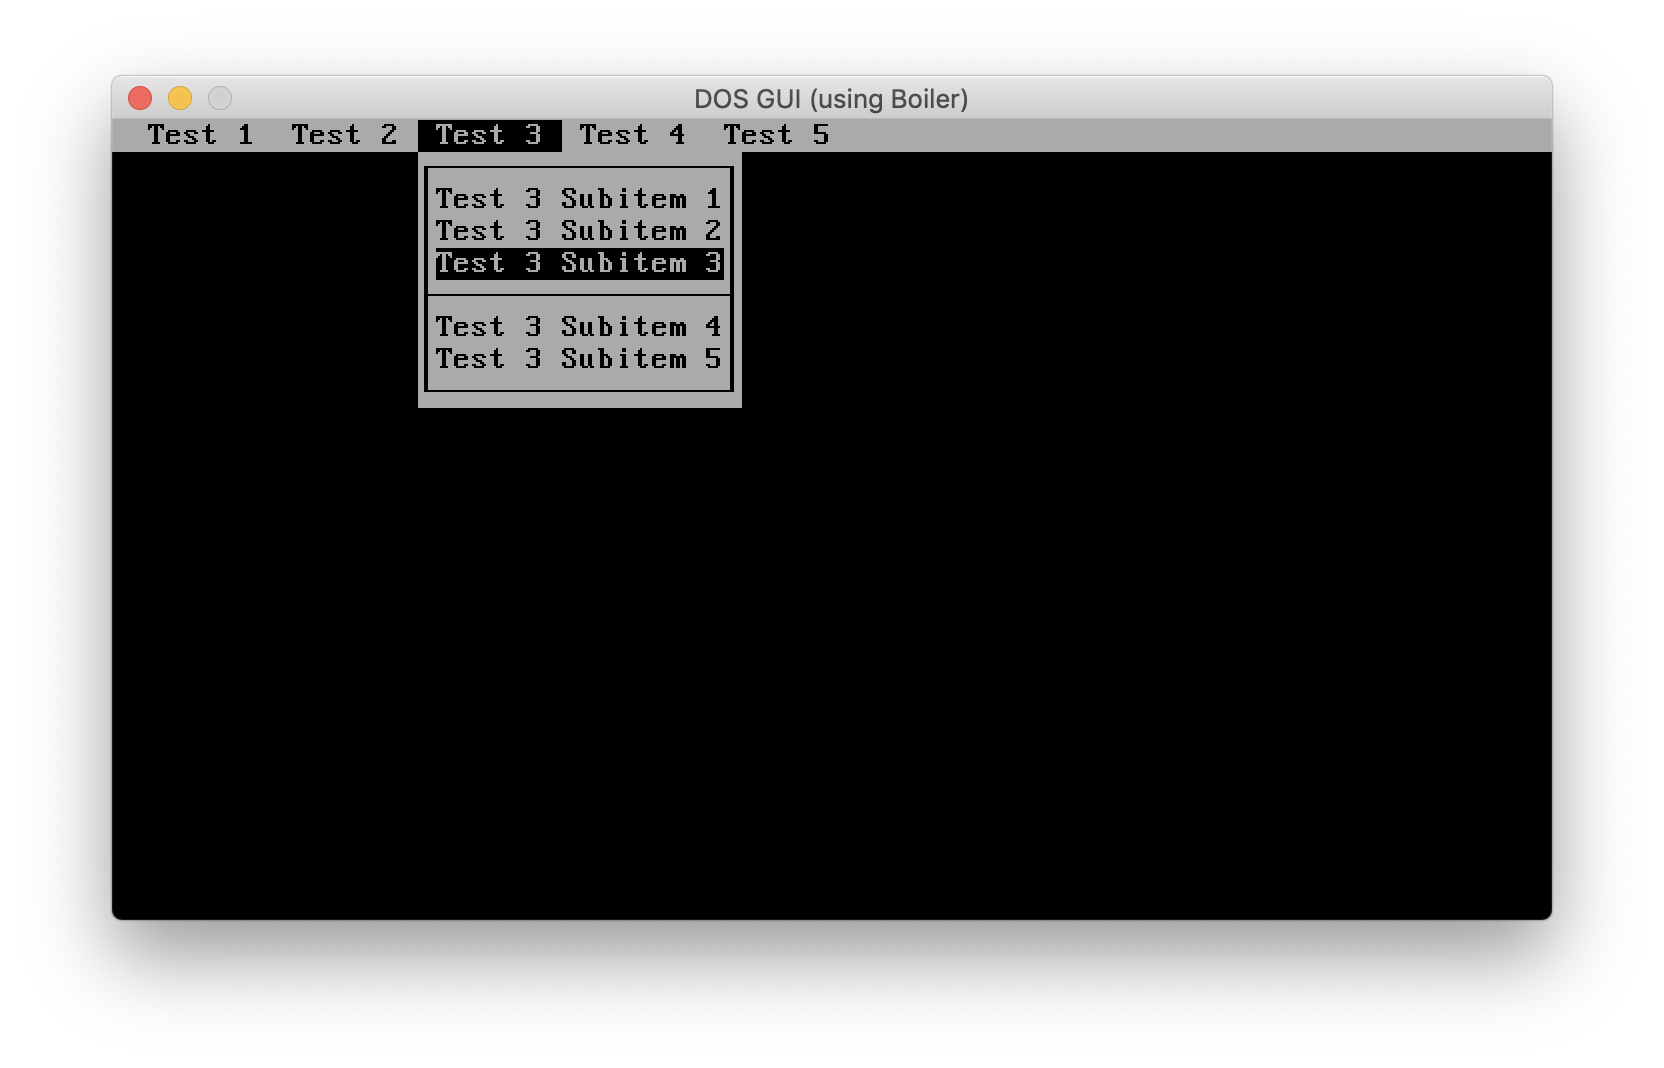 DOS GUI (using Boiler)
Test 1 Test 2 Test 3 Test 4 Test 5
Test 3 Subitem 1
Test 3 Subitem 2
Test 3 Subitem 3
Test 3 Subitem 4
Test 3 Subitem 5